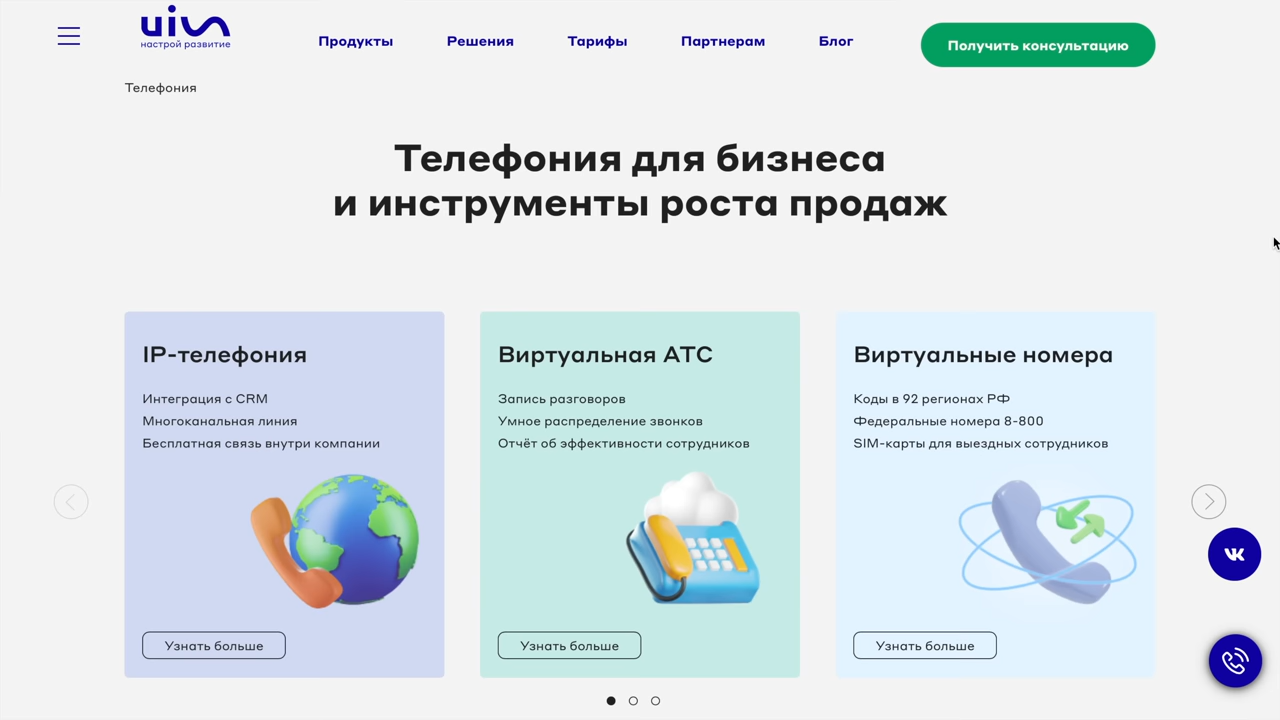 uis
настрой развитие
Продукты
Решения
Тарифы
Партнерам
Блог
Получить консультацию
Телефония
Телефония для бизнеса
и инструменты роста продаж
IP-телефония
Интеграция с CRM
Многоканальная линия
Бесплатная связь внутри компании
Узнать больше
Виртуальная АТС
Запись разговоров
Умное распределение звонков
Отчёт об эффективности сотрудников
Узнать больше
Виртуальные номера
Коды в 92 регионах РФ
Федеральные номера 8-800
SIM-карты для выездных сотрудников
Узнать больше